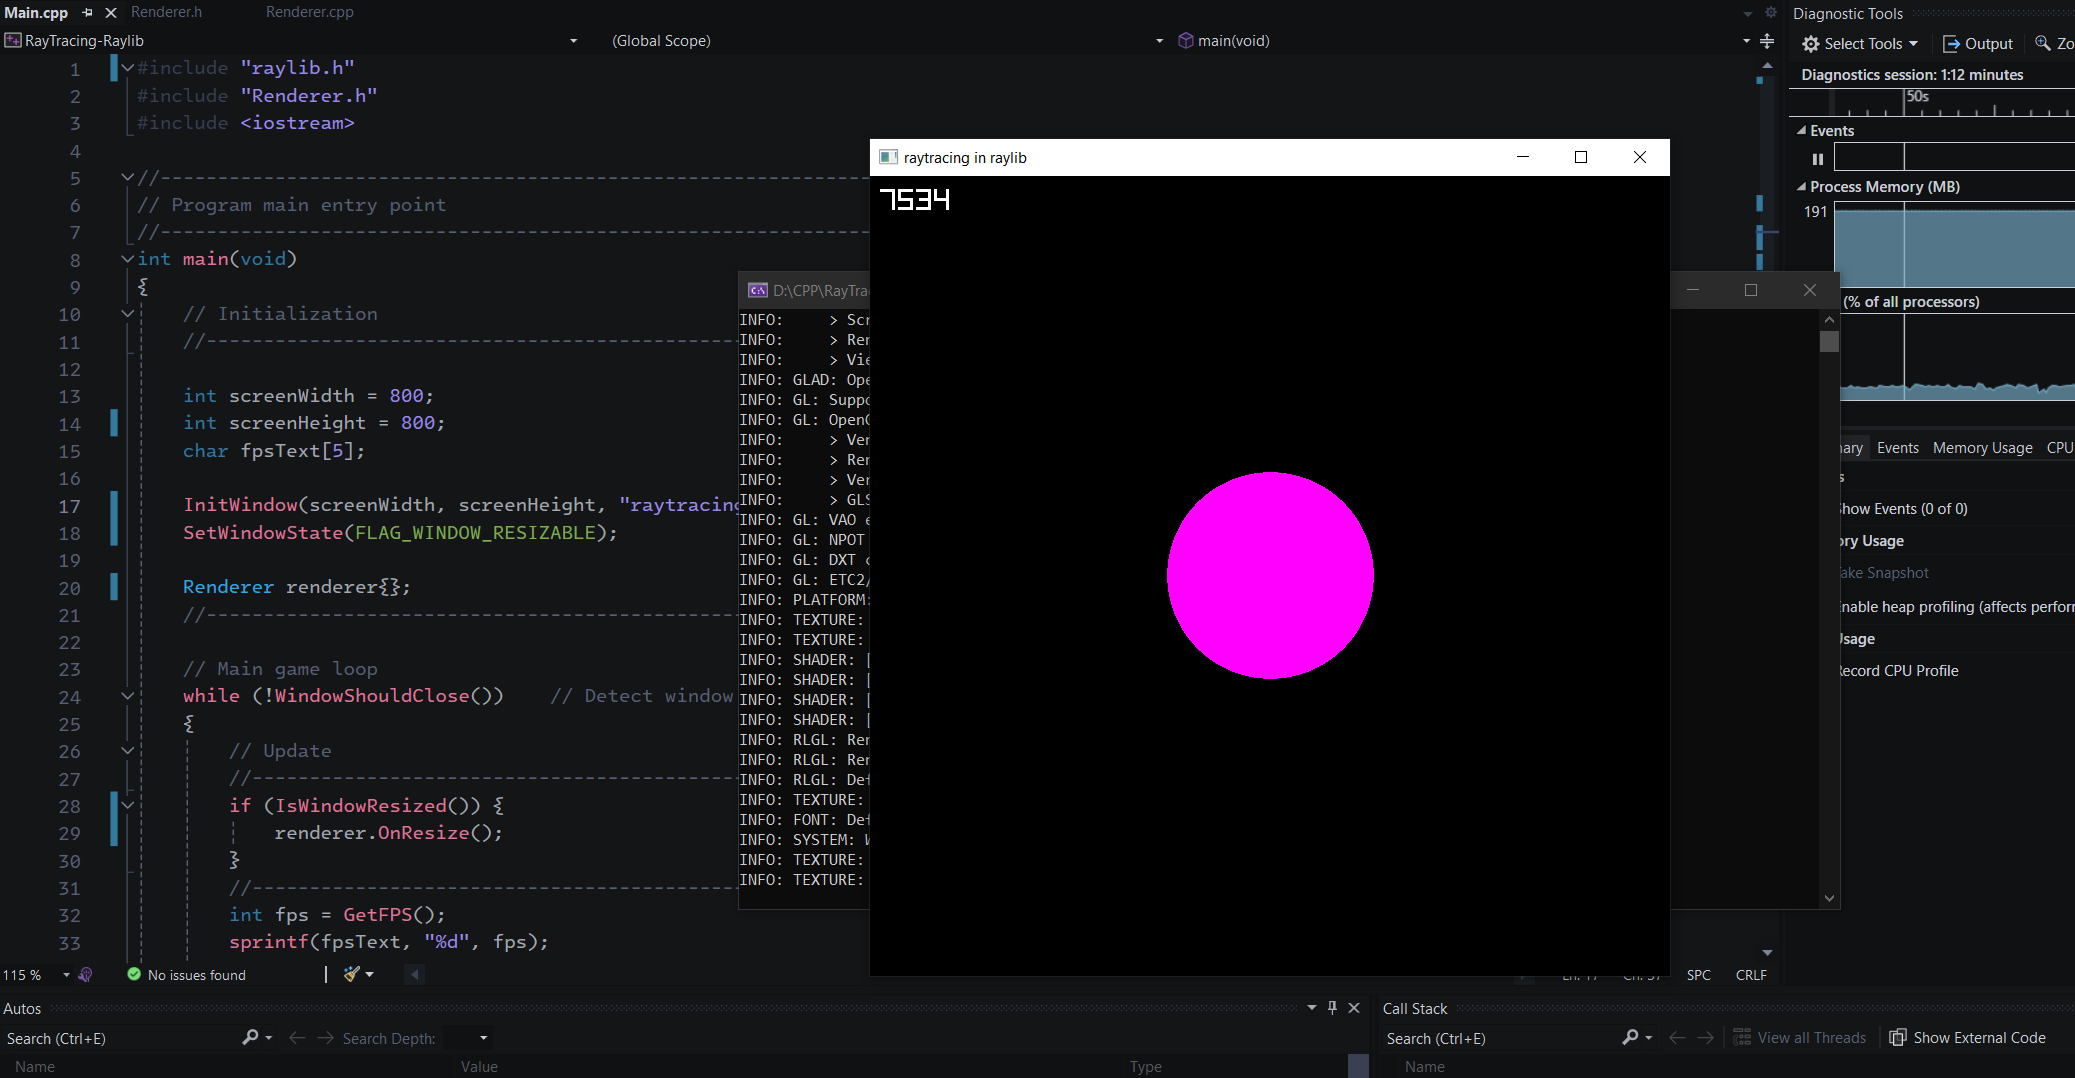 Main.cpp Renderer.h Renderer.cpp
RayTracing-Raylib (Global Scope) main(void)
1 #include "raylib.h"
2 #include "Renderer.h"
3 #include <iostream>
4
5 //--------------------------------------------------------------
6 // Program main entry point
7 //--------------------------------------------------------------
8 int main(void)
9 {
10 // Initialization
11 //----------------------------------------------
12
13 int screenWidth = 800;
14 int screenHeight = 800;
15 char fpsText[5];
16
17 InitWindow(screenWidth, screenHeight, "raytracing
18 SetWindowState(FLAG_WINDOW_RESIZABLE);
19
20 Renderer renderer{};
21 //----------------------------------------------
22
23 // Main game loop
24 while (!WindowShouldClose()) // Detect window
25 {
26 // Update
27 //------------------------------------------
28 if (IsWindowResized()) {
29 renderer.OnResize();
30 }
31 //------------------------------------------
32 int fps = GetFPS();
33 sprintf(fpsText, "%d", fps);
115 % No issues found SPC CRLF
raytracing in raylib
7534
D:\CPP\RayTra
INFO: > Scr
INFO: > Ren
INFO: > Vie
INFO: GLAD: Ope
INFO: GL: Suppo
INFO: GL: OpenG
INFO: > Ven
INFO: > Ren
INFO: > Ver
INFO: > GLS
INFO: GL: VAO e
INFO: GL: NPOT
INFO: GL: DXT c
INFO: GL: ETC2/
INFO: PLATFORM:
INFO: TEXTURE:
INFO: TEXTURE:
INFO: SHADER: [
INFO: SHADER: [
INFO: SHADER: [
INFO: SHADER: [
INFO: RLGL: Ren
INFO: RLGL: Ren
INFO: RLGL: Def
INFO: TEXTURE:
INFO: FONT: Def
INFO: SYSTEM: W
INFO: TEXTURE:
INFO: TEXTURE:
Diagnostic Tools
Select Tools Output Zo
Diagnostics session: 1:12 minutes
50s
Events
Process Memory (MB)
191
(% of all processors)
Events Memory Usage CPU
Show Events (0 of 0)
ory Usage
Take Snapshot
Enable heap profiling (affects perfor
Usage
Record CPU Profile
Autos
Search (Ctrl+E) Search Depth:
Name Value Type
Call Stack
Search (Ctrl+E) View all Threads Show External Code
Name